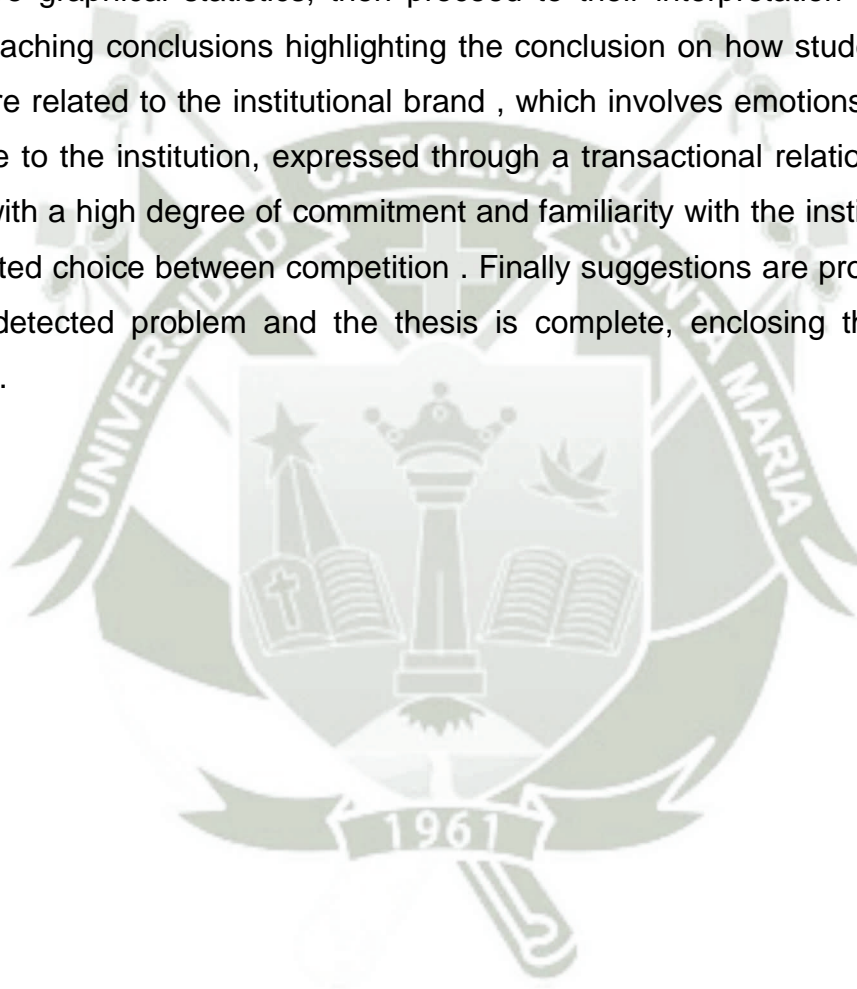 graphical statistics, then proceed to their interpretation
aching conclusions highlighting the conclusion on how stud
re related to the institutional brand , which involves emotions
e to the institution, expressed through a transactional relatio
with a high degree of commitment and familiarity with the insti
ted choice between competition . Finally suggestions are pro
detected problem and the thesis is complete, enclosing th
.
UNIVERSIDAD CATOLICA SANTA MARIA
1961